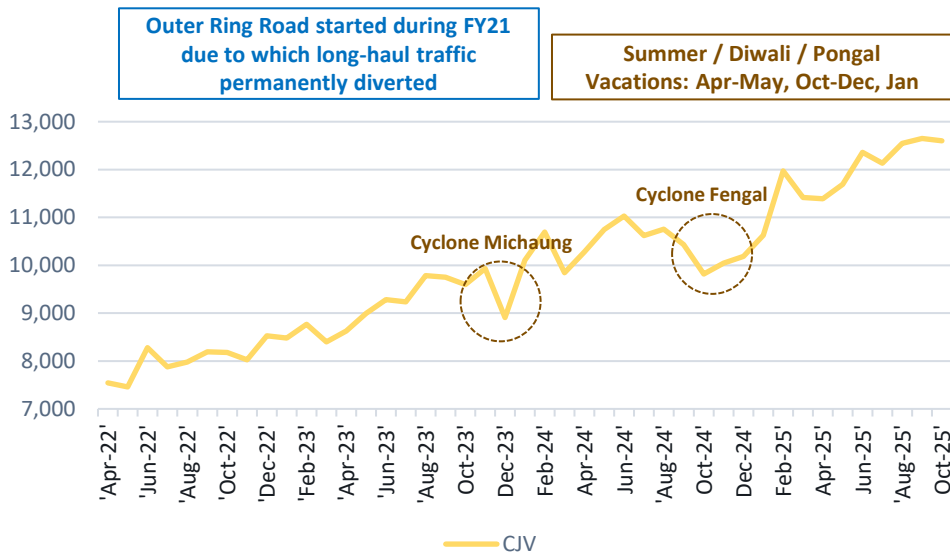 Outer Ring Road started during FY21
due to which long-haul traffic
permanently diverted
Summer / Diwali / Pongal
Vacations: Apr-May, Oct-Dec, Jan
13,000
12,000
11,000
10,000
9,000
8,000
7,000
Cyclone Michaung
Cyclone Fengal
'Apr-22'
'Jun-22'
'Aug-22'
'Oct-22'
'Dec-22'
'Feb-23'
'Apr-23'
'Jun-23'
'Aug-23'
Oct-23'
Dec-23'
Feb-24'
Apr-24'
Jun-24'
Aug-24'
Oct-24'
Dec-24'
Feb-25'
Apr-25'
Jun-25'
Aug-25'
Oct-25'
CJV